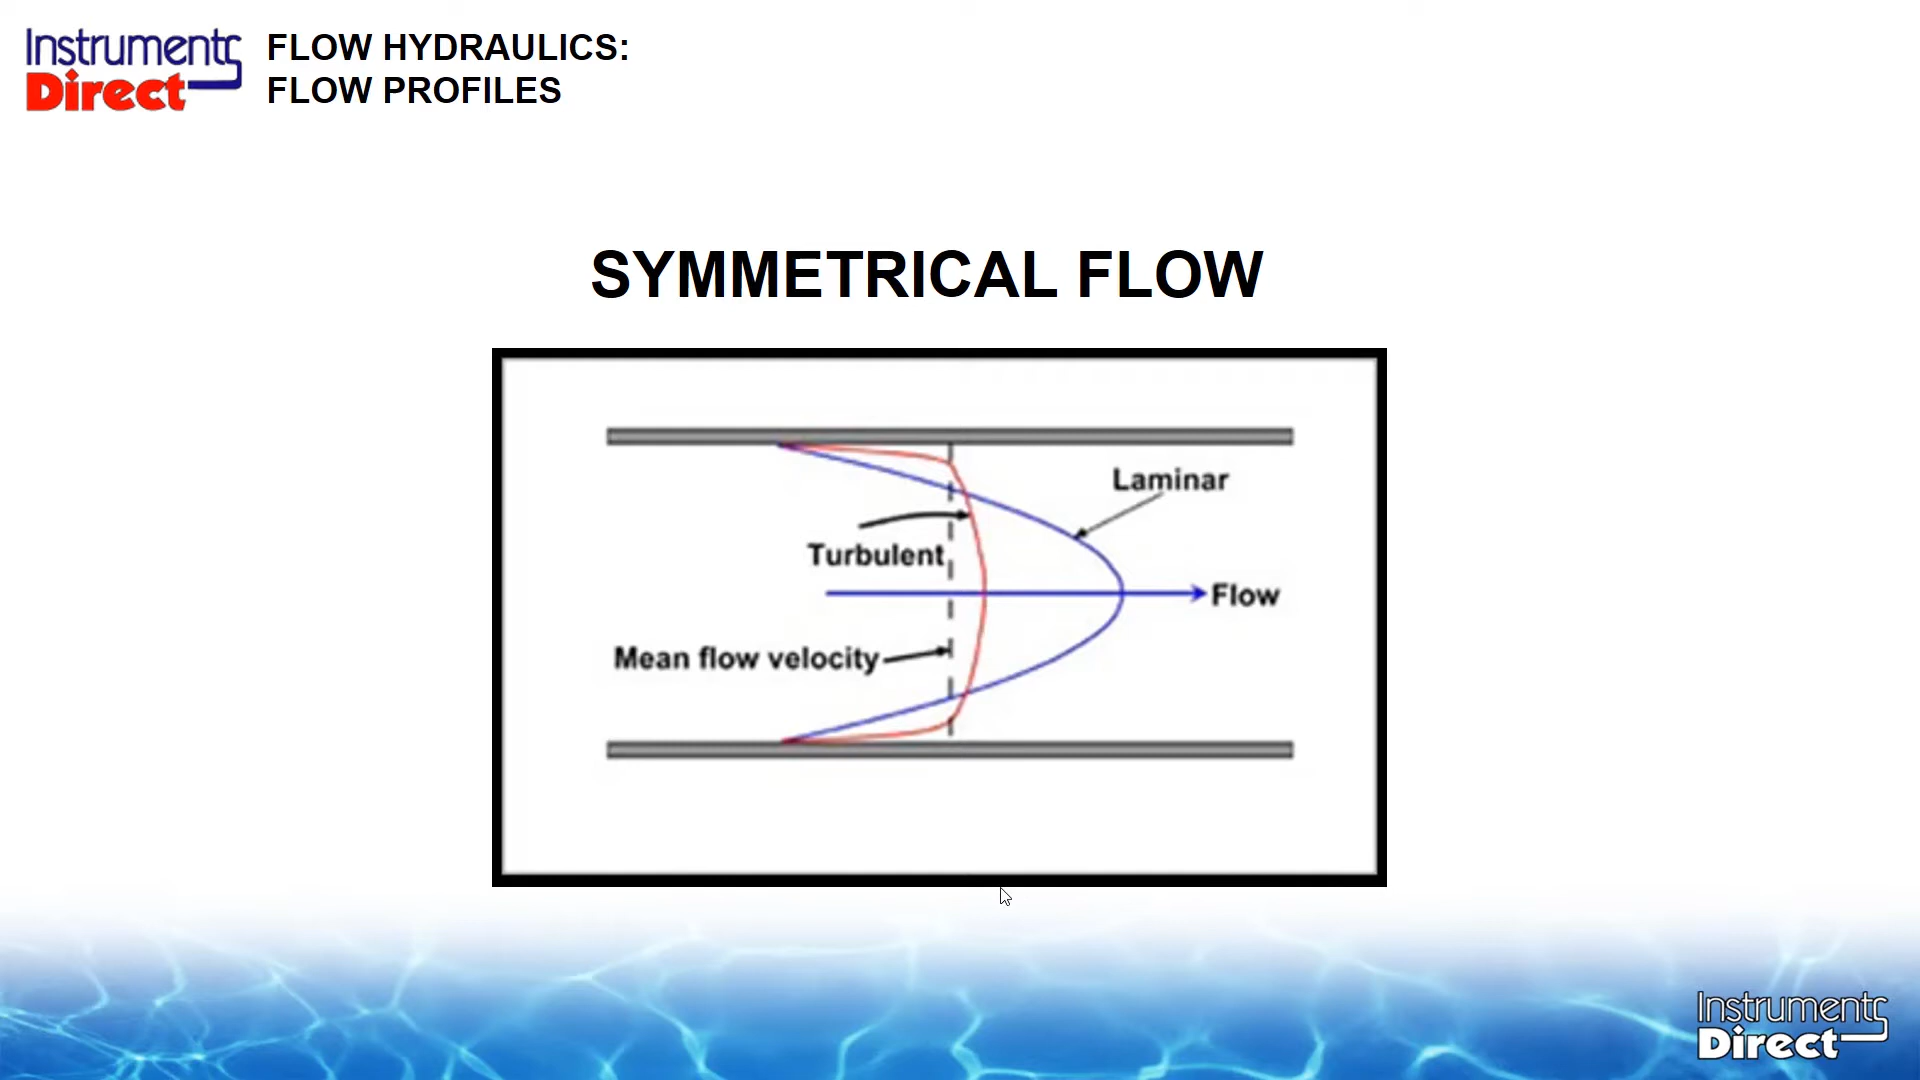 Instruments
Direct
FLOW HYDRAULICS:
FLOW PROFILES
SYMMETRICAL FLOW
Laminar
Turbulent
Flow
Mean flow velocity
Instruments
Direct